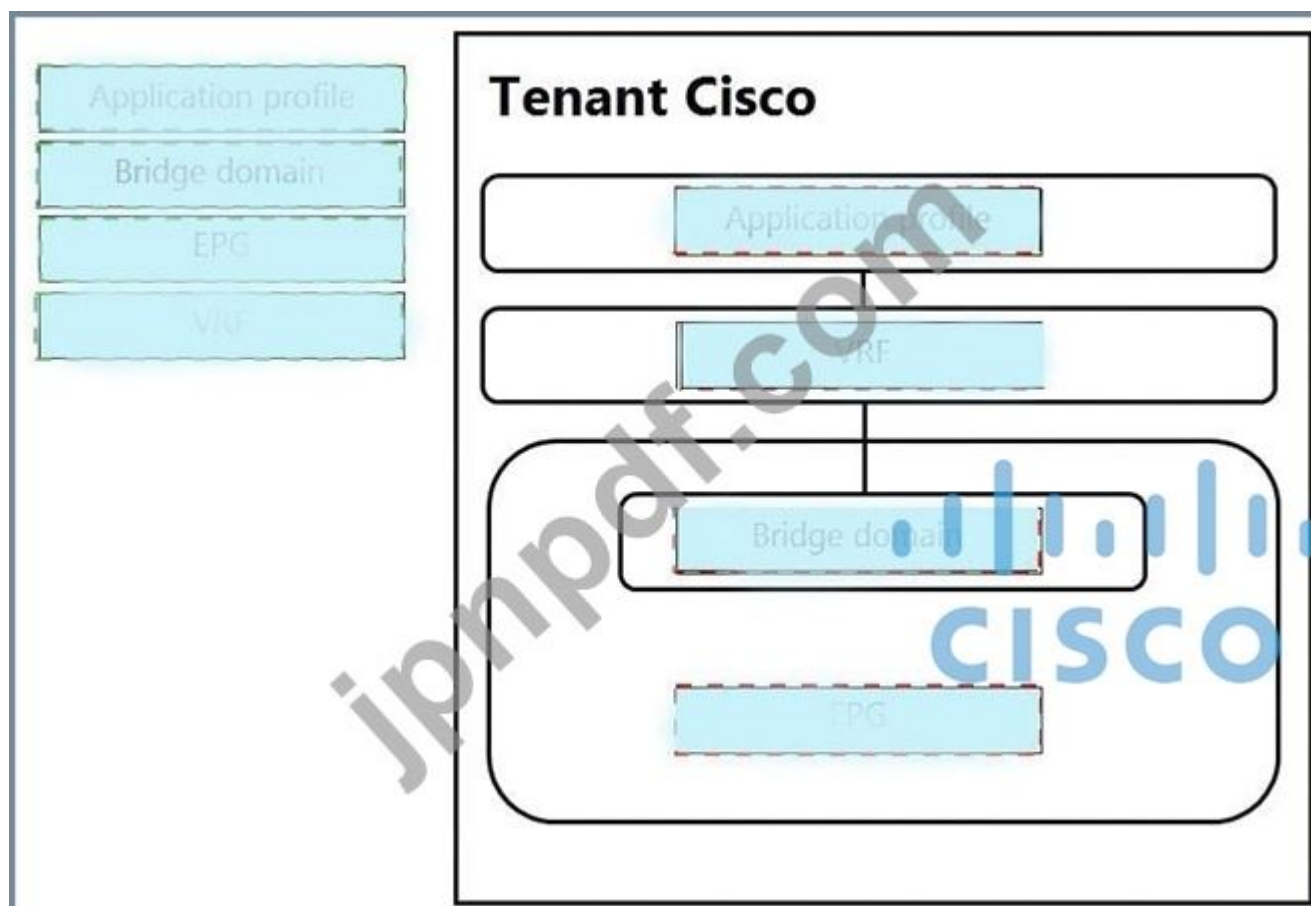 Application profile
Bridge domain
EPG
VRF
Tenant Cisco
Application profile
VRF
Bridge domain
EPG
jpnpdf.com
CISCO